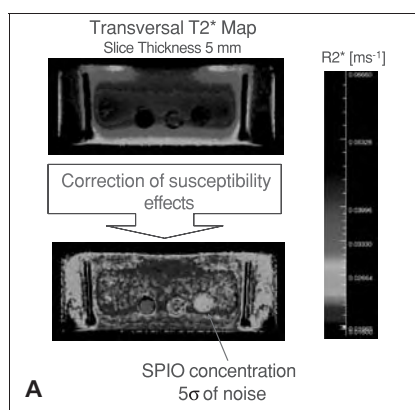 Transversal T2* Map
Slice Thickness 5 mm
R2* [ms-1]
Correction of susceptibility
effects
SPIO concentration
5σ of noise
A